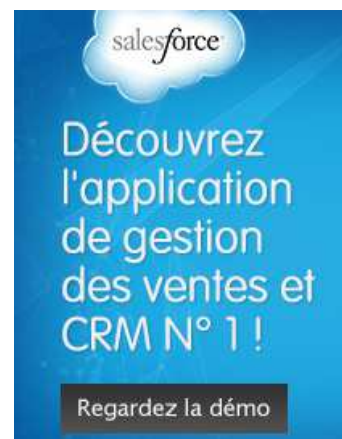 salesforce
Découvrez
l'application
de gestion
des ventes et
CRM N° 1 !
Regardez la démo